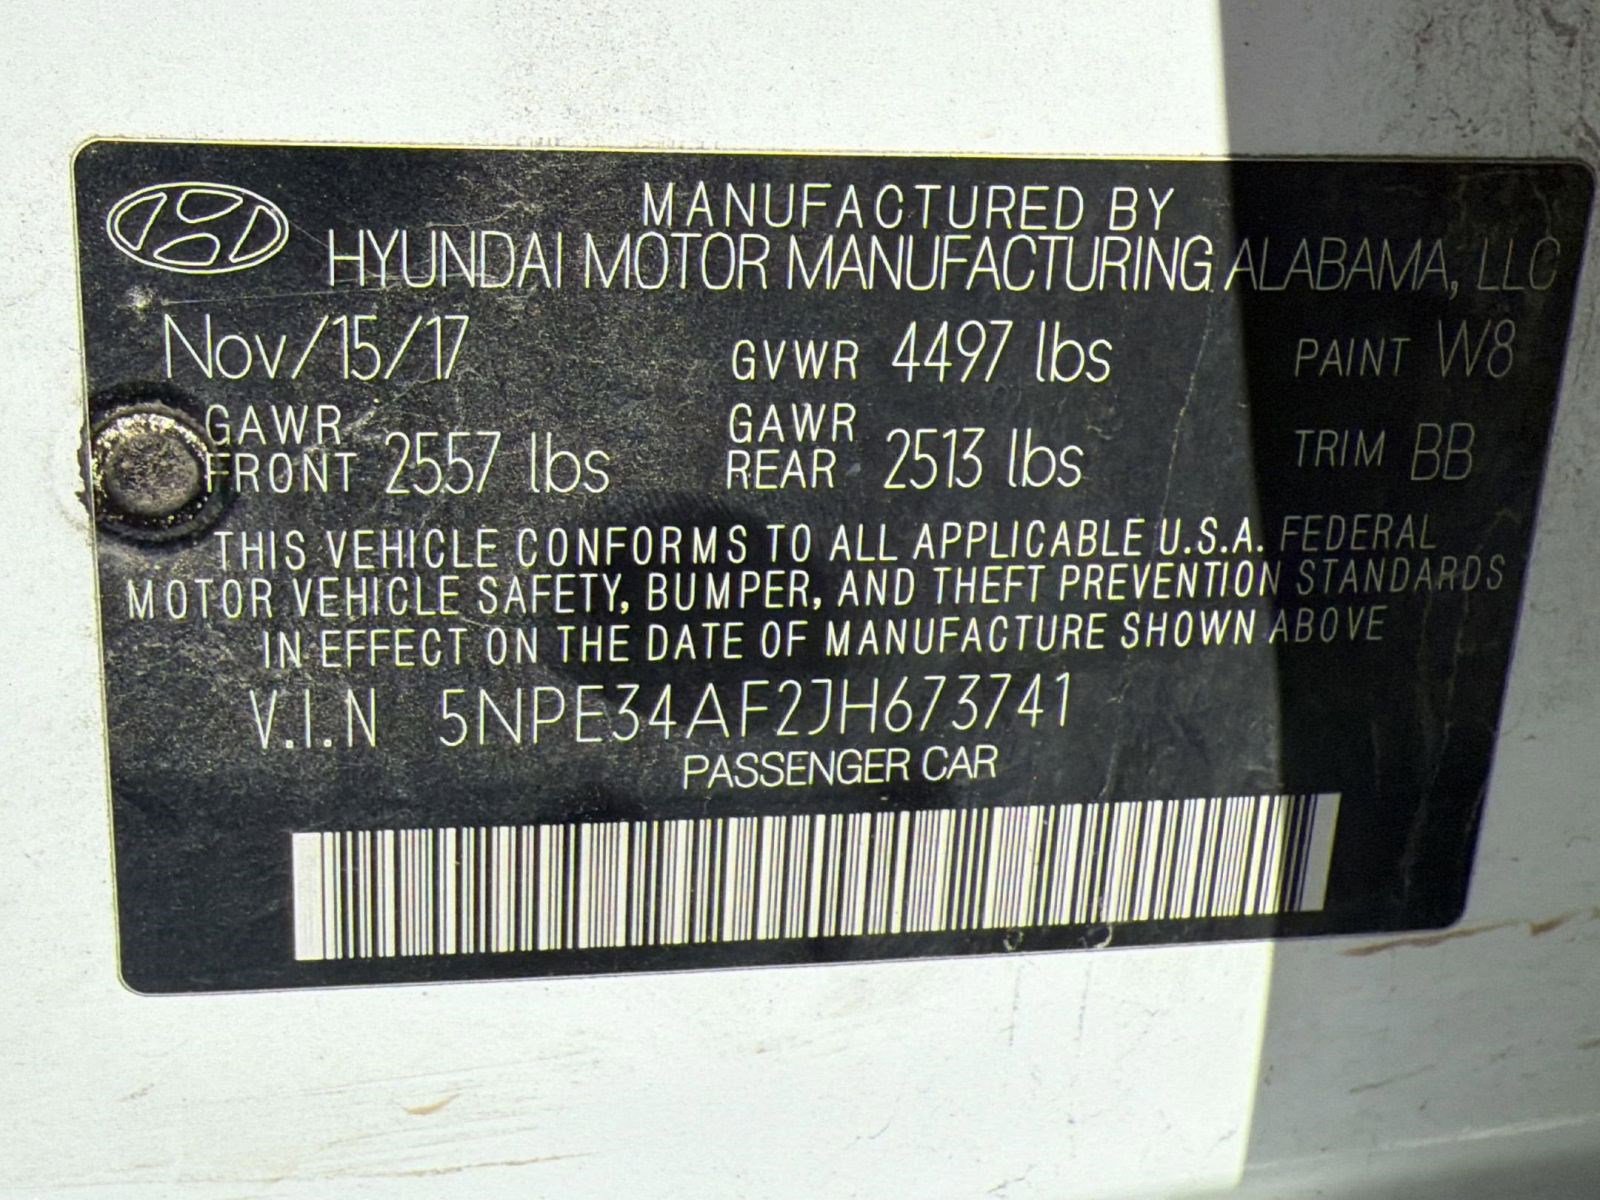 MANUFACTURED BY
HYUNDAI MOTOR MANUFACTURING ALABAMA, LLC
Nov/15/17 GVWR 4497 lbs PAINT W8
GAWR FRONT 2557 lbs GAWR REAR 2513 lbs TRIM BB
THIS VEHICLE CONFORMS TO ALL APPLICABLE U.S.A. FEDERAL
MOTOR VEHICLE SAFETY, BUMPER, AND THEFT PREVENTION STANDARDS
IN EFFECT ON THE DATE OF MANUFACTURE SHOWN ABOVE
V.I.N 5NPE34AF2JH673741
PASSENGER CAR